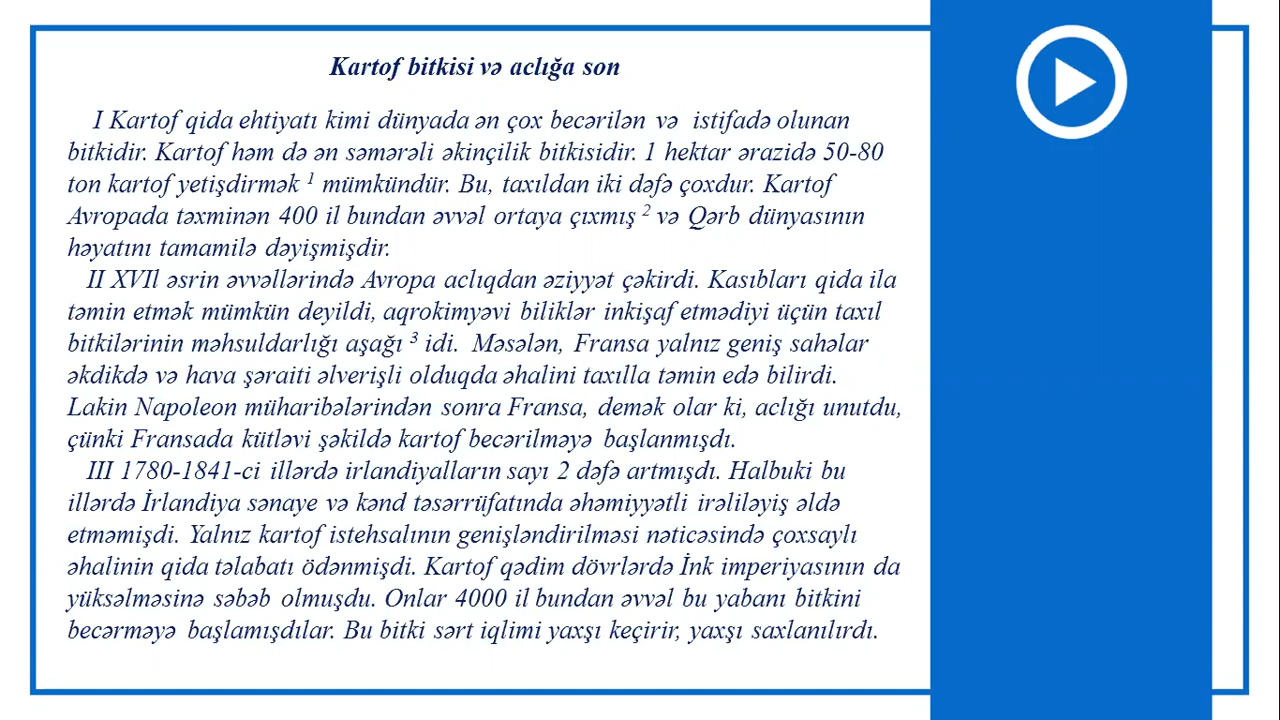 Kartof bitkisi və aclığa son
I Kartof qida ehtiyatı kimi dünyada ən çox becərilən və istifadə olunan
bitkidir. Kartof həm də ən səmərəli əkinçilik bitkisidir. 1 hektar ərazidə 50-80
ton kartof yetişdirmək ¹ mümkündür. Bu, taxıldan iki dəfə çoxdur. Kartof
Avropada təxminən 400 il bundan əvvəl ortaya çıxmış ² və Qərb dünyasının
həyatını tamamilə dəyişmişdir.
II XVIl əsrin əvvəllərində Avropa aclıqdan əziyyət çəkirdi. Kasıbları qida ila
təmin etmək mümkün deyildi, aqrokimyəvi biliklər inkişaf etmədiyi üçün taxıl
bitkilərinin məhsuldarlığı aşağı ³ idi. Məsələn, Fransa yalnız geniş sahələr
əkdikdə və hava şəraiti əlverişli olduqda əhalini taxılla təmin edə bilirdi.
Lakin Napoleon müharibələrindən sonra Fransa, demək olar ki, aclığı unutdu,
çünki Fransada kütləvi şəkildə kartof becərilməyə başlanmışdı.
III 1780-1841-ci illərdə irlandiyalların sayı 2 dəfə artmışdı. Halbuki bu
illərdə İrlandiya sənaye və kənd təsərrüfatında əhəmiyyətli irəliləyiş əldə
etməmişdi. Yalnız kartof istehsalının genişləndirilməsi nəticəsində çoxsaylı
əhalinin qida təlabatı ödənmişdi. Kartof qədim dövrlərdə İnk imperiyasının da
yüksəlməsinə səbəb olmuşdu. Onlar 4000 il bundan əvvəl bu yabanı bitkini
becərməyə başlamışdılar. Bu bitki sərt iqlimi yaxşı keçirir, yaxşı saxlanılırdı.